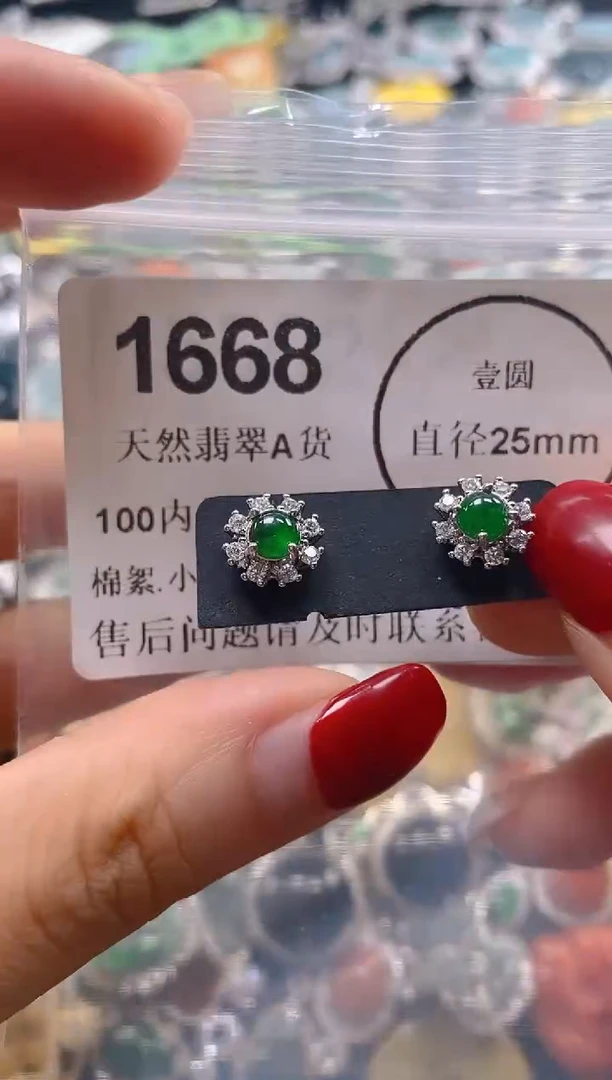 1668
壹圆
天然翡翠A货
直径25mm
100内
棉絮.小
售后问题请及时联系